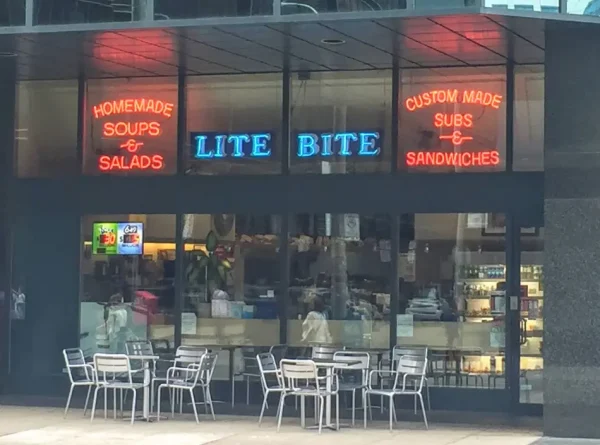 HOMEMADE
SOUPS
&
SALADS
LITE BITE
CUSTOM MADE
SUBS
&
SANDWICHES